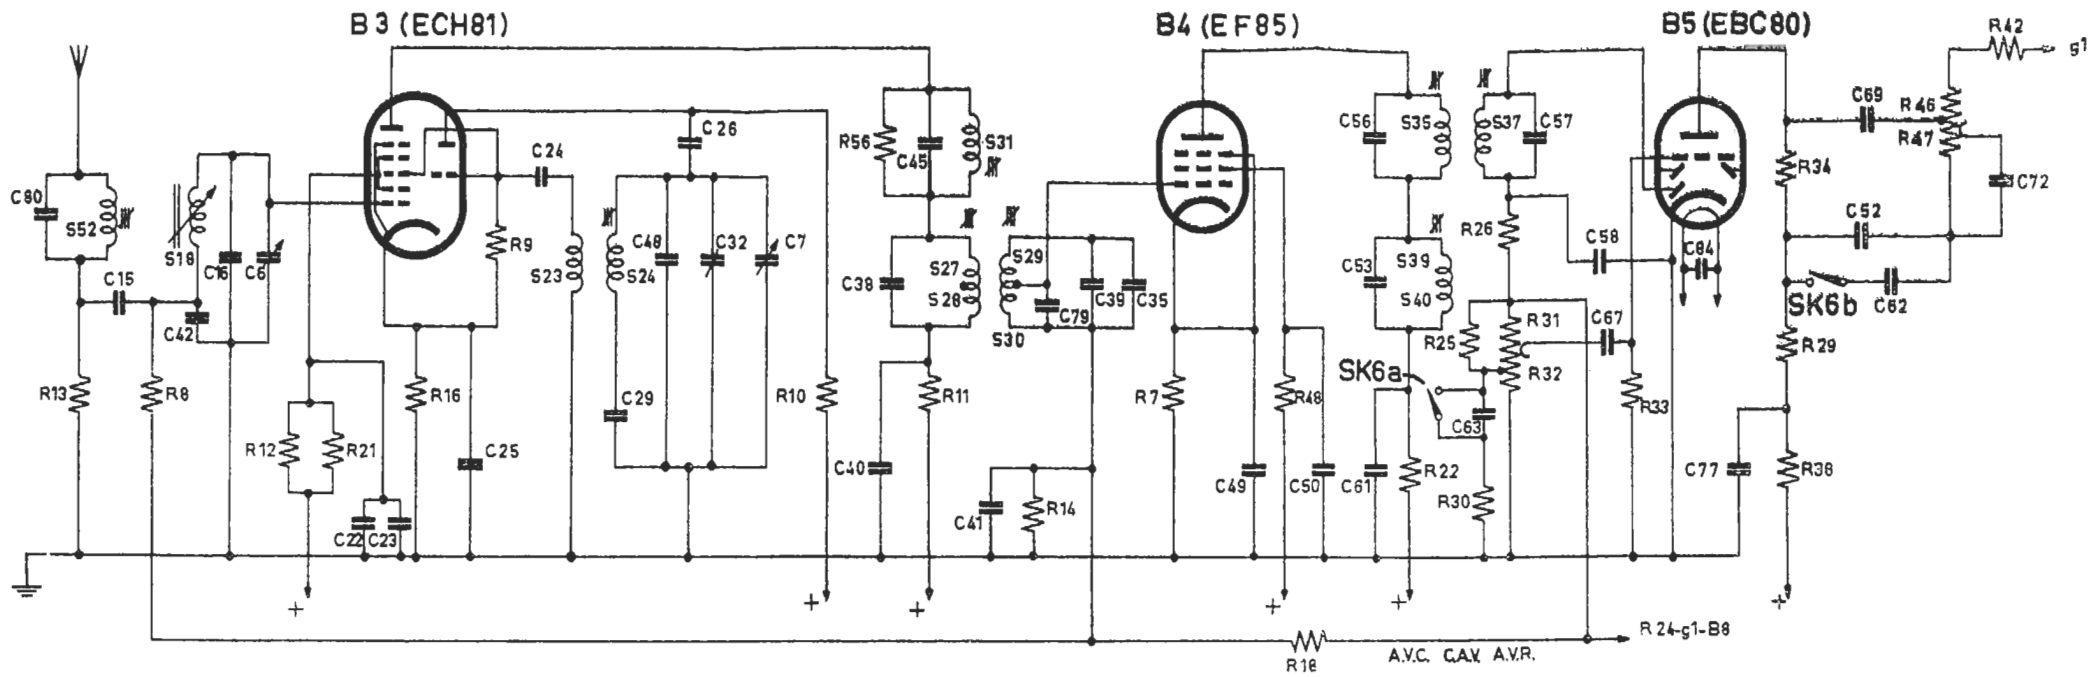 B3 (ECH81)
B4 (EF85)
B5 (EBC80)
R42
g1
C80
S52
C15
R13
R8
S18
C16
C6
C42
R12
R21
C22
C23
R16
C25
R9
C24
S23
S24
C29
C26
C48
C32
C7
R10
R56
C45
S31
C38
S27
S28
C40
R11
S29
S30
C79
C39
C35
C41
R14
R7
C49
R48
C50
C56
S35
C53
S39
S40
C61
R22
S37
C57
R26
C58
R25
R31
R32
C67
SK6a
C63
R30
R33
C84
R34
C69
R46
R47
C72
C52
SK6b
C62
R29
C77
R38
+
+
+
+
+
+
R18
A.V.C. C.A.V. A.V.R.
R24-g1-B8